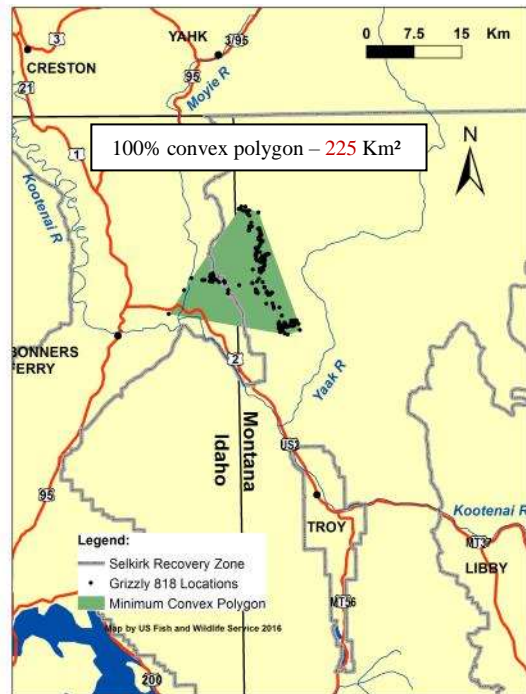 YAHK
3/95
0 7.5 15 Km
3
CRESTON
95
21
Moyie R
100% convex polygon – 225 Km²
N
1
Kootenai R
BONNERS
FERRY
2
Yaak R
Montana
Idaho
US2
95
Kootenai R
TROY
MT37
LIBBY
Legend:
Selkirk Recovery Zone
Grizzly 818 Locations
Minimum Convex Polygon
MT56
Map by US Fish and Wildlife Service 2016
200